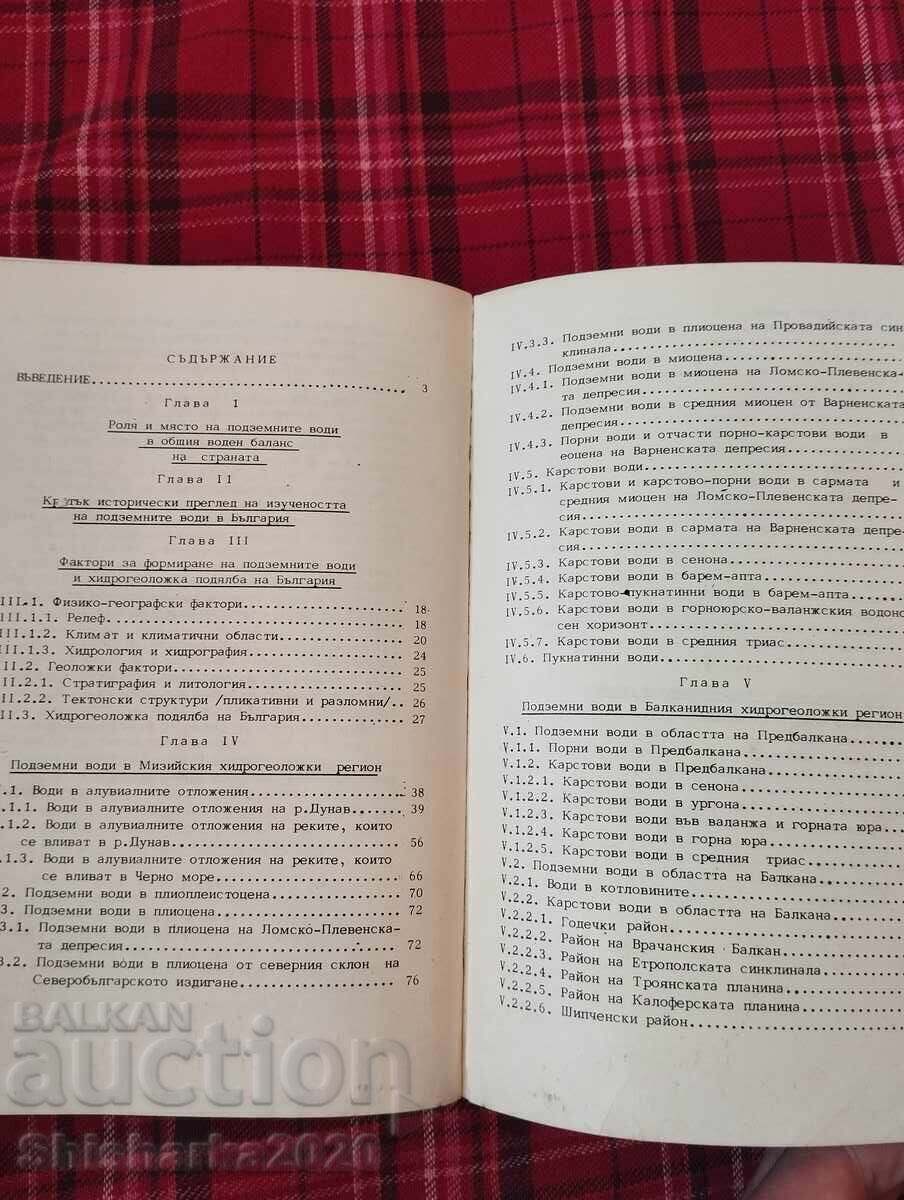 СЪДЪРЖАНИЕ
ВЪВЕДЕНИЕ 3
Глава I
Роля и място на подземните води
в общия воден баланс
на страната
Глава II
Кратък исторически преглед на изучеността
на подземните води в България
Глава III
Фактори за формиране на подземните води
и хидрогеоложка подялба на България
III.1. Физико-географски фактори 18
III.1.1. Релеф 18
III.1.2. Климат и климатични области 20
III.1.3. Хидрология и хидрография 24
II.2. Геоложки фактори 25
II.2.1. Стратиграфия и литология 25
II.2.2. Тектонски структури /пликативни и разломни/ 26
II.3. Хидрогеоложка подялба на България 27
Глава IV
Подземни води в Мизийския хидрогеоложки регион
.1. Води в алувиалните отложения 38
.1.1. Води в алувиалните отложения на р.Дунав 39
.1.2. Води в алувиалните отложения на реките, които
се вливат в р.Дунав 56
.1.3. Води в алувиалните отложения на реките, които
се вливат в Черно море 66
2. Подземни води в плиоплейстоцена 70
3. Подземни води в плиоцена 72
3.1. Подземни води в плиоцена на Ломско-Плевенска-
та депресия 72
3.2. Подземни води в плиоцена от северния склон на
Северобългарското издигане 76
IV.3.3. Подземни води в плиоцена на Провадийската син
клинала
IV.4. Подземни води в миоцена
IV.4.1. Подземни води в миоцена на Ломско-Плевенска-
та депресия
IV.4.2. Подземни води в средния миоцен от Варненската
депресия
IV.4.3. Порни води и отчасти порно-карстови води в
еоцена на Варненската депресия
IV.5. Карстови води
IV.5.1. Карстови и карстово-порни води в сармата и
средния миоцен на Ломско-Плевенската депре-
сия
IV.5.2. Карстови води в сармата на Варненската депре-
сия
IV.5.3. Карстови води в сенона
IV.5.4. Карстови води в барем-апта
IV.5.5. Карстово-пукнатинни води в барем-апта
IV.5.6. Карстови води в горноюрско-валанжския водоно
сен хоризонт
IV.5.7. Карстови води в средния триас
IV.6. Пукнатинни води
Глава V
Подземни води в Балканидния хидрогеоложки регион
V.1. Подземни води в областта на Предбалкана
V.1.1. Порни води в Предбалкана
V.1.2. Карстови води в Предбалкана
V.1.2.1. Карстови води в сенона
V.1.2.2. Карстови води в ургона
V.1.2.3. Карстови води във валанжа и горната юра
V.1.2.4. Карстови води в горна юра
V.1.2.5. Карстови води в средния триас
V.2. Подземни води в областта на Балкана
V.2.1. Води в котловините
V.2.2. Карстови води в областта на Балкана
V.2.2.1. Годечки район
V.2.2.2. Район на Врачанския Балкан
V.2.2.3. Район на Етрополската синклинала
V.2.2.4. Район на Троянската планина
V.2.2.5. Район на Калоферската планина
V.2.2.6. Шипченски район
BALKAN
auction
Shicharka2020